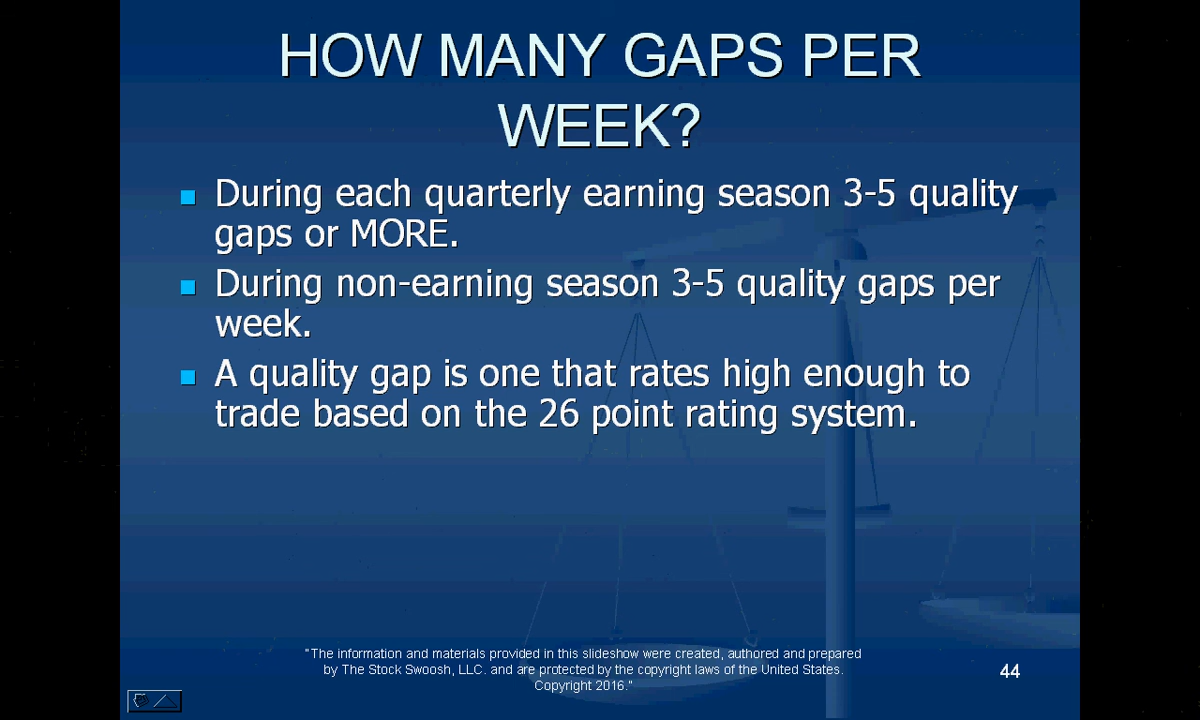 HOW MANY GAPS PER
WEEK?
During each quarterly earning season 3-5 quality
gaps or MORE.
During non-earning season 3-5 quality gaps per
week.
A quality gap is one that rates high enough to
trade based on the 26 point rating system.
"The information and materials provided in this slideshow were created, authored and prepared
by The Stock Swoosh, LLC. and are protected by the copyright laws of the United States.
Copyright 2016."
44